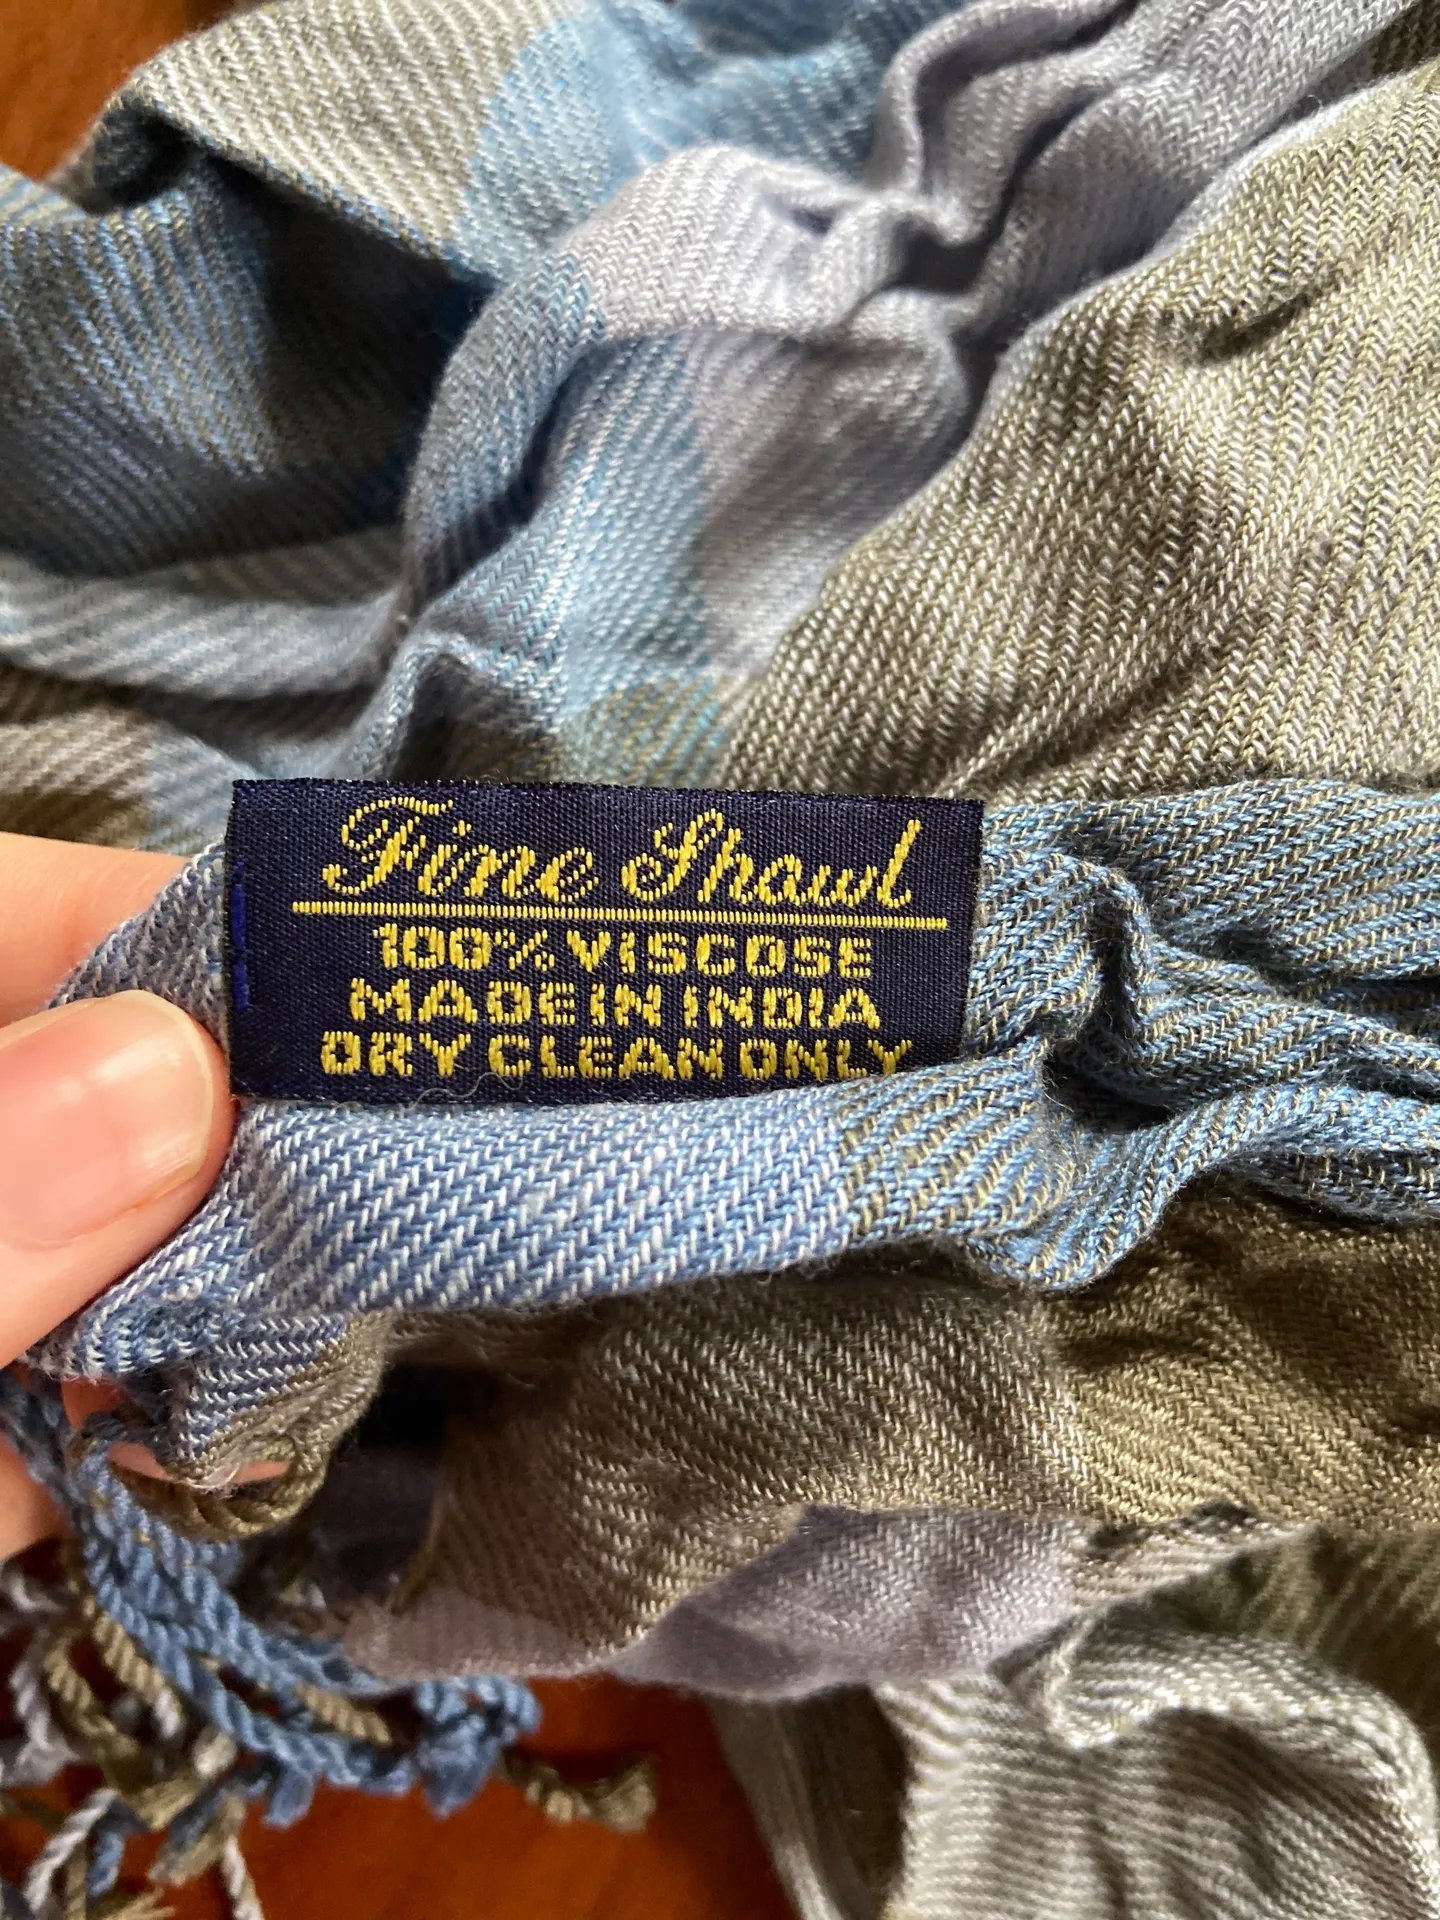 Fine Shawl
100% VISCOSE
MADE IN INDIA
DRY CLEAN ONLY